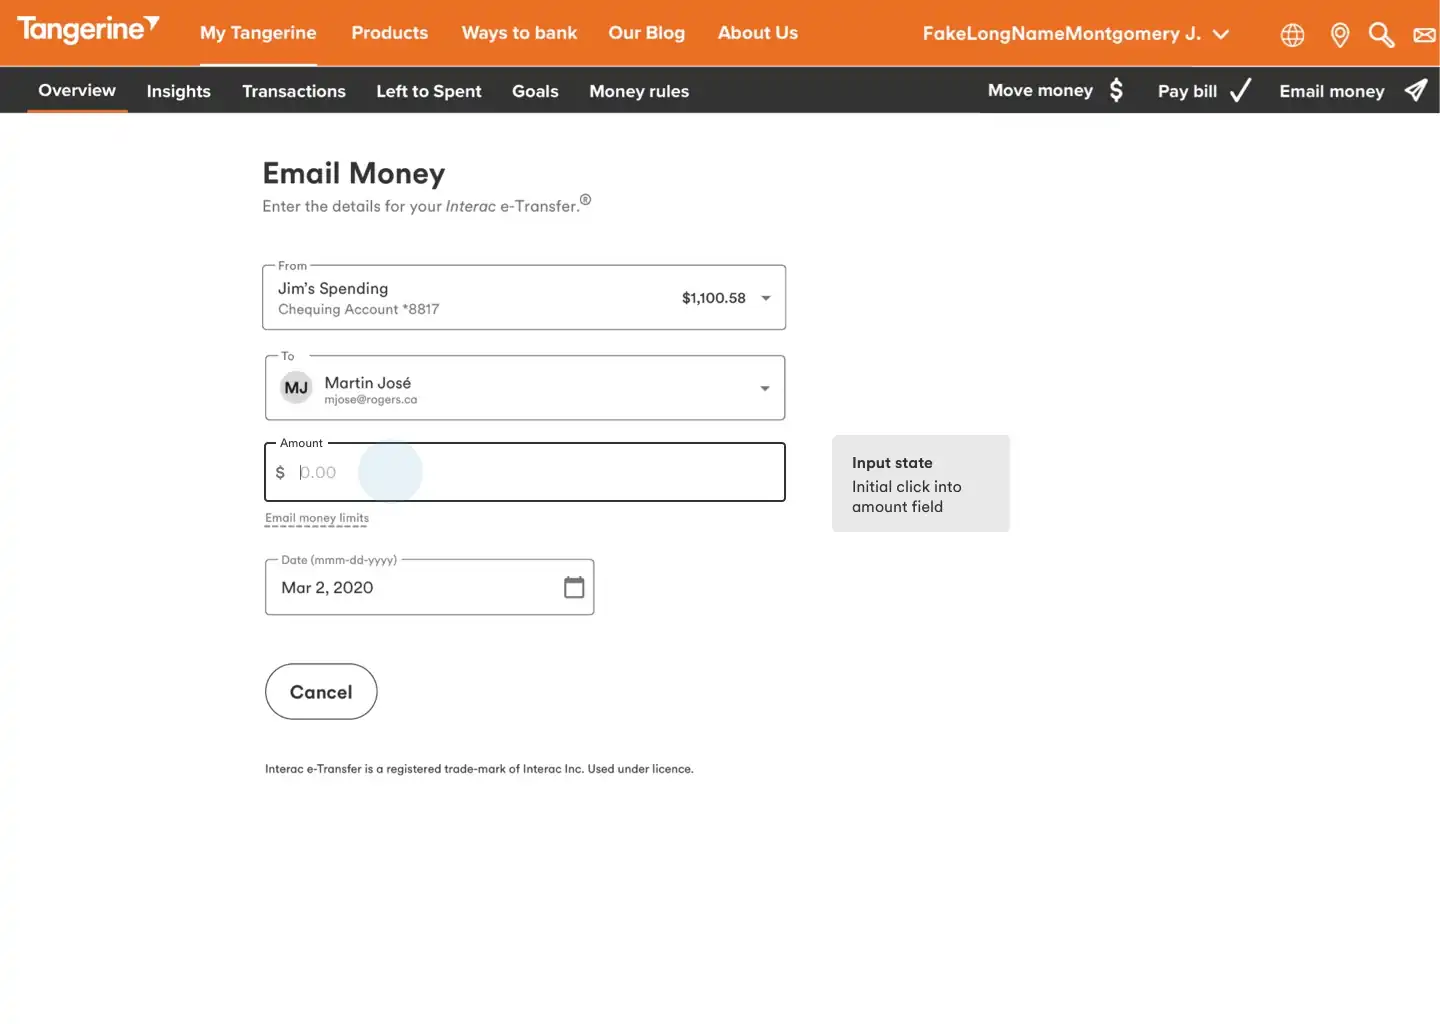 Tangerine
My Tangerine
Products
Ways to bank
Our Blog
About Us
FakeLongNameMontgomery J.
Overview
Insights
Transactions
Left to Spent
Goals
Money rules
Move money $
Pay bill
Email money
Email Money
Enter the details for your Interac e-Transfer.®
From
Jim’s Spending
Chequing Account *8817
$1,100.58
To
MJ
Martin José
mjose@rogers.ca
Amount
$ 0.00
Email money limits
Input state
Initial click into
amount field
Date (mmm-dd-yyyy)
Mar 2, 2020
Cancel
Interac e-Transfer is a registered trade-mark of Interac Inc. Used under licence.